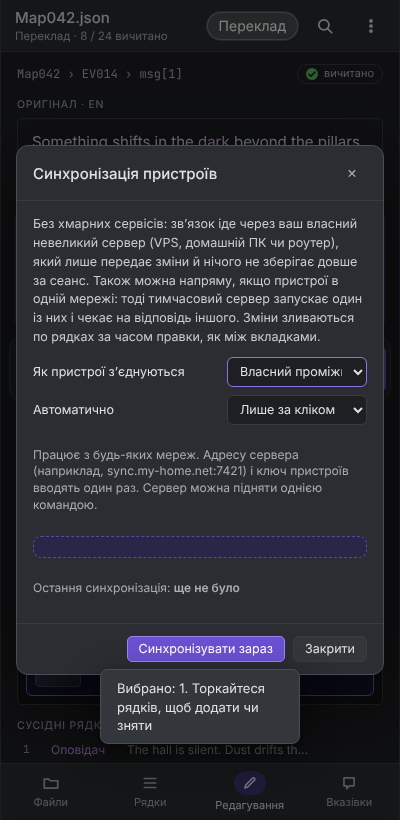 Map042.json
Переклад · 8 / 24 вичитано
Переклад
Map042 › EV014 › msg[1]
вичитано
ОРИГІНАЛ · EN
Something shifts in the dark beyond the pillars
Синхронізація пристроїв
×
Без хмарних сервісів: зв’язок іде через ваш власний
невеликий сервер (VPS, домашній ПК чи роутер),
який лише передає зміни й нічого не зберігає довше
за сеанс. Також можна напряму, якщо пристрої в
одній мережі: тоді тимчасовий сервер запускає один
із них і чекає на відповідь іншого. Зміни зливаються
по рядках за часом правки, як між вкладками.
Як пристрої з’єднуються
Власний проміж
Автоматично
Лише за кліком
Працює з будь-яких мереж. Адресу сервера
(наприклад, sync.my-home.net:7421) і ключ пристроїв
вводять один раз. Сервер можна підняти однією
командою.
Остання синхронізація: ще не було
Синхронізувати зараз
Закрити
Вибрано: 1. Торкайтеся
рядків, щоб додати чи
зняти
СУСІДНІ РЯДК
1 Оповідач The hall is silent. Dust drifts th…
Файли
Рядки
Редагування
Вказівки